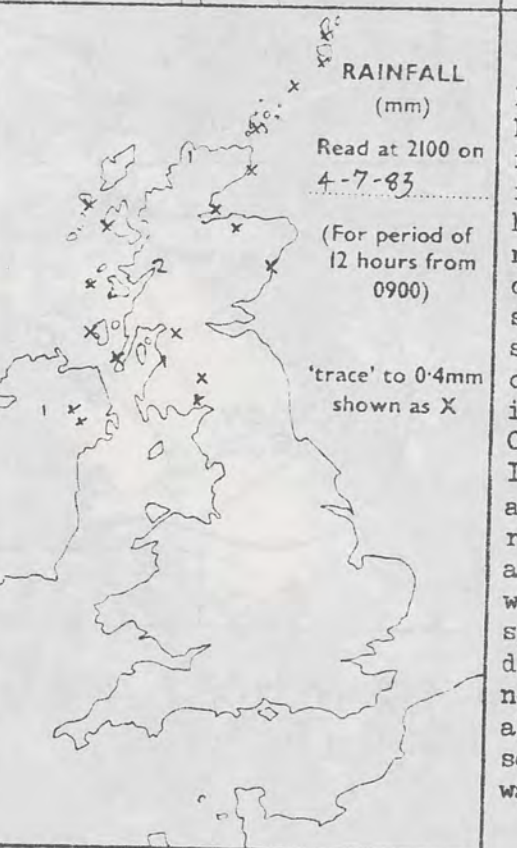 RAINFALL
(mm)
Read at 2100 on
4-7-83
(For period of
12 hours from
0900)
'trace' to 0·4mm
shown as X
1
2
1
1